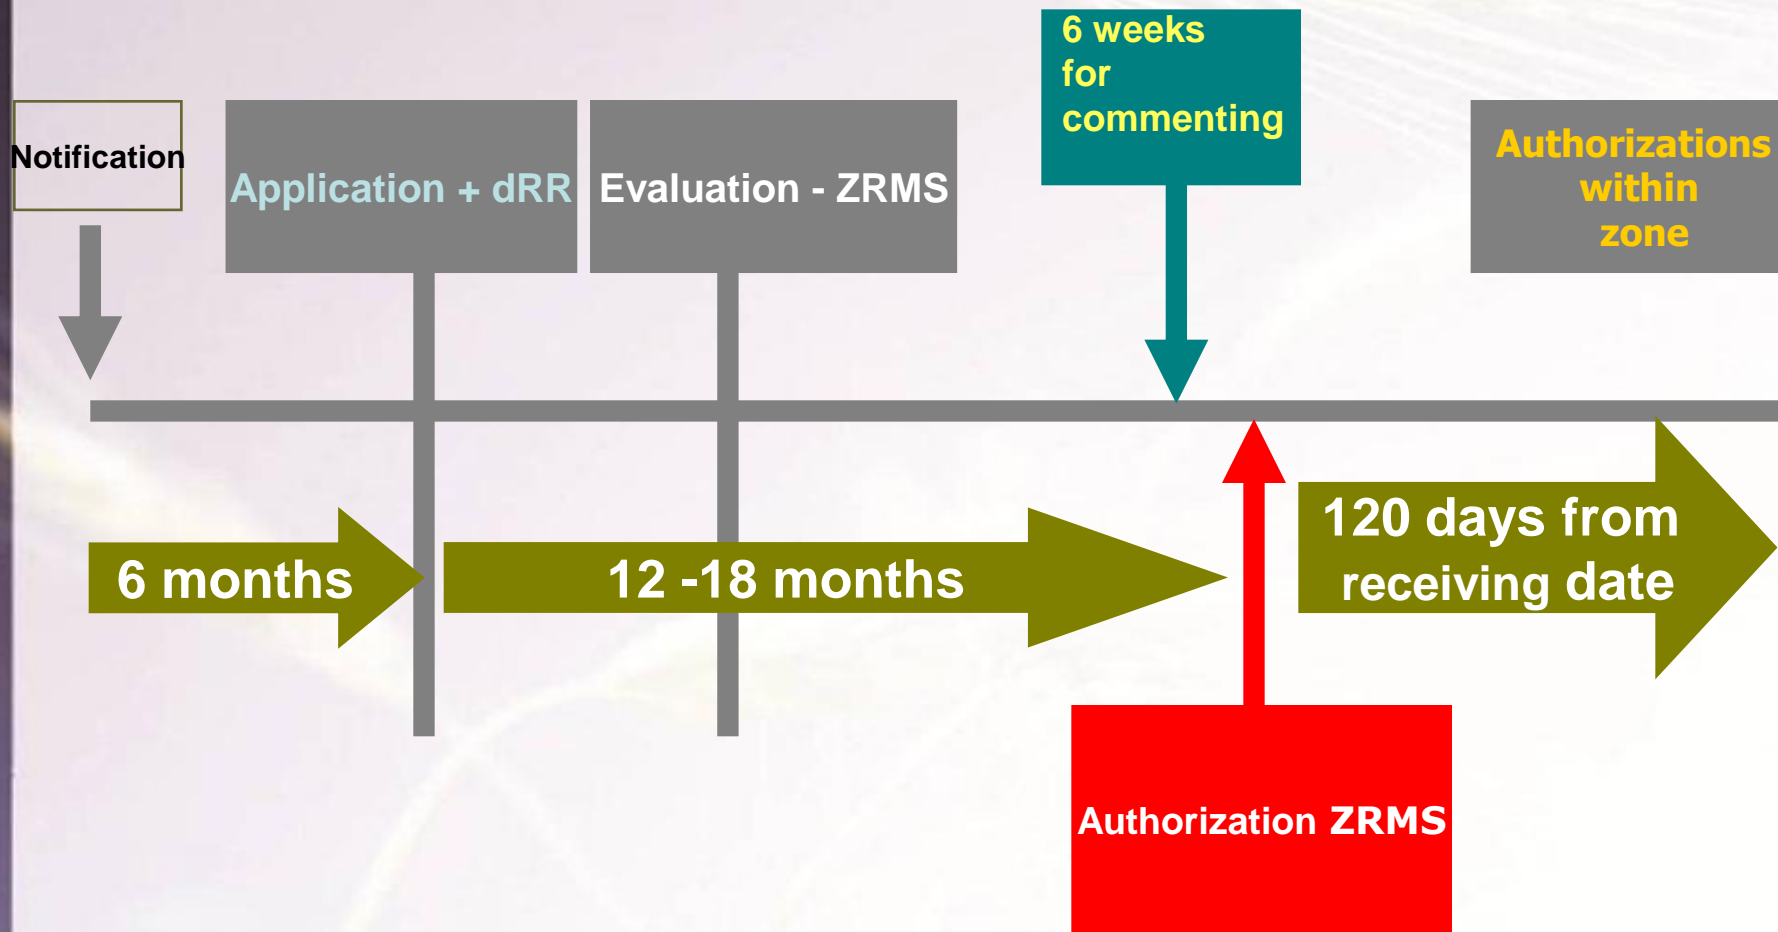 6 weeks
for
commenting
Notification
Application + dRR
Evaluation - ZRMS
Authorizations
within
zone
6 months
12 -18 months
120 days from
receiving date
Authorization ZRMS